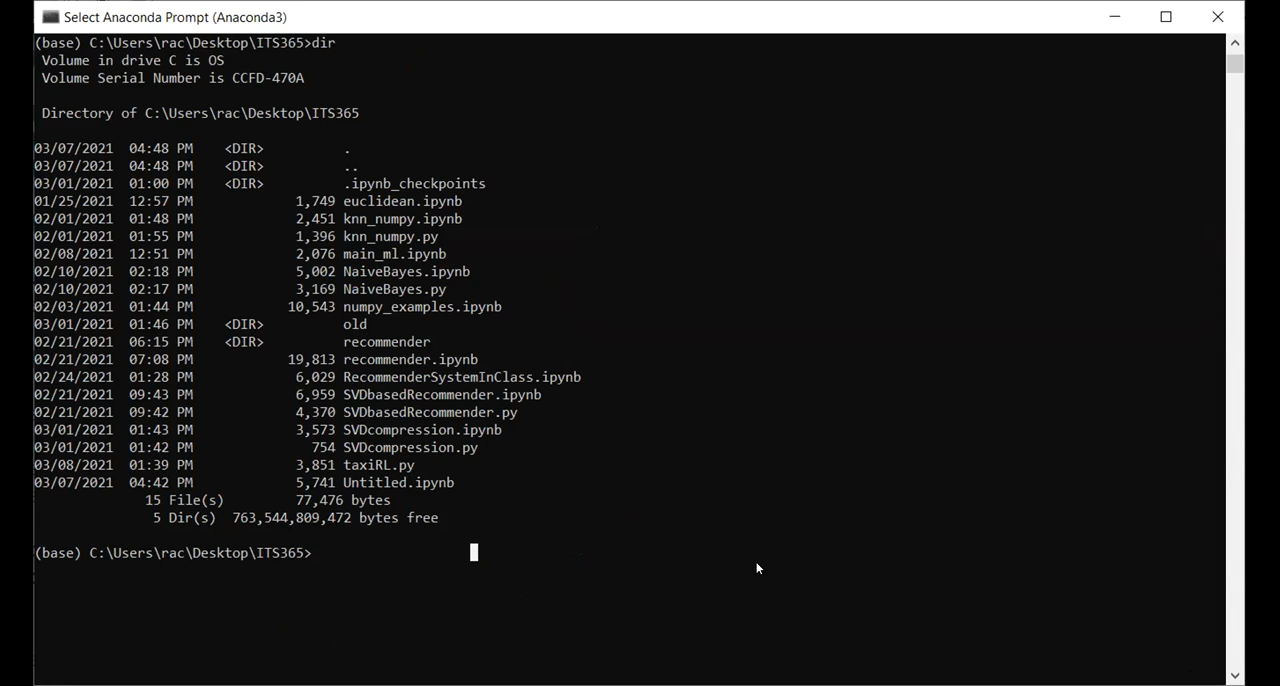 Select Anaconda Prompt (Anaconda3)
(base) C:\Users\rac\Desktop\ITS365>dir
Volume in drive C is OS
Volume Serial Number is CCFD-470A
Directory of C:\Users\rac\Desktop\ITS365
03/07/2021 04:48 PM <DIR> .
03/07/2021 04:48 PM <DIR> ..
03/01/2021 01:00 PM <DIR> .ipynb_checkpoints
01/25/2021 12:57 PM 1,749 euclidean.ipynb
02/01/2021 01:48 PM 2,451 knn_numpy.ipynb
02/01/2021 01:55 PM 1,396 knn_numpy.py
02/08/2021 12:51 PM 2,076 main_ml.ipynb
02/10/2021 02:18 PM 5,002 NaiveBayes.ipynb
02/10/2021 02:17 PM 3,169 NaiveBayes.py
02/03/2021 01:44 PM 10,543 numpy_examples.ipynb
03/01/2021 01:46 PM <DIR> old
02/21/2021 06:15 PM <DIR> recommender
02/21/2021 07:08 PM 19,813 recommender.ipynb
02/24/2021 01:28 PM 6,029 RecommenderSystemInClass.ipynb
02/21/2021 09:43 PM 6,959 SVDbasedRecommender.ipynb
02/21/2021 09:42 PM 4,370 SVDbasedRecommender.py
03/01/2021 01:43 PM 3,573 SVDcompression.ipynb
03/01/2021 01:42 PM 754 SVDcompression.py
03/08/2021 01:39 PM 3,851 taxiRL.py
03/07/2021 04:42 PM 5,741 Untitled.ipynb
15 File(s) 77,476 bytes
5 Dir(s) 763,544,809,472 bytes free
(base) C:\Users\rac\Desktop\ITS365>